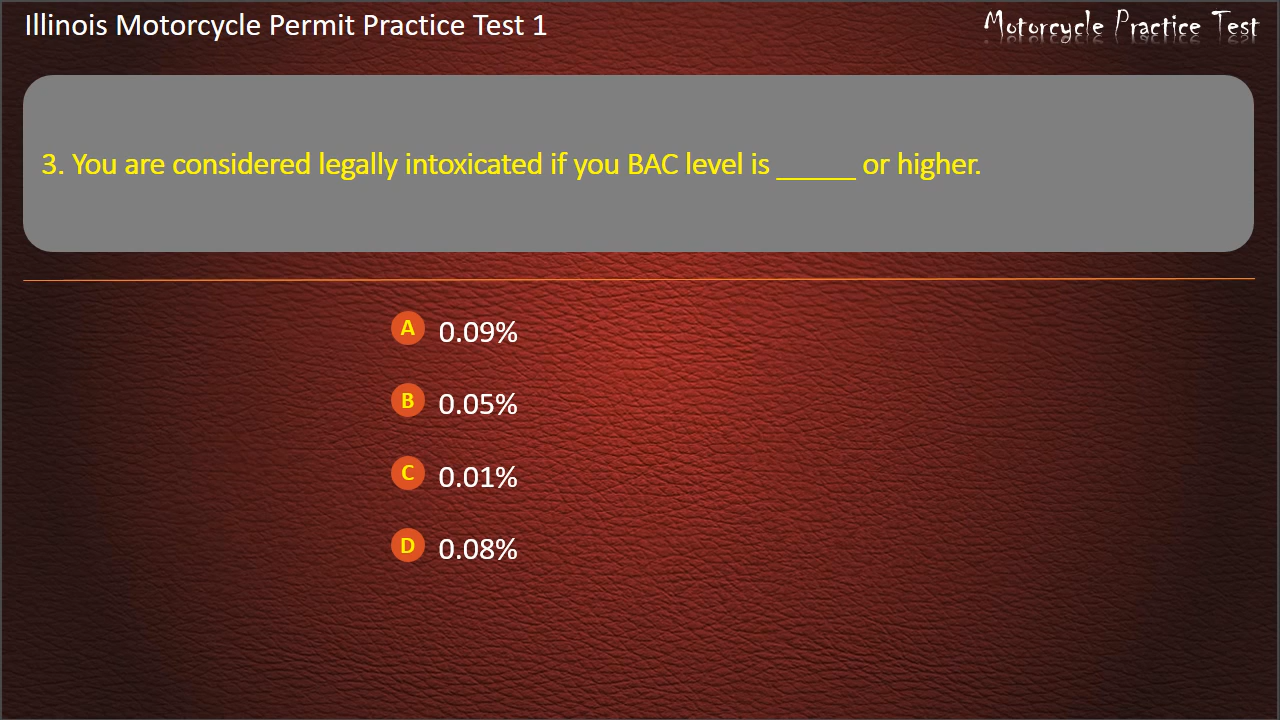 Illinois Motorcycle Permit Practice Test 1
Motorcycle Practice Test
3. You are considered legally intoxicated if you BAC level is _____ or higher.
A 0.09%
B 0.05%
C 0.01%
D 0.08%